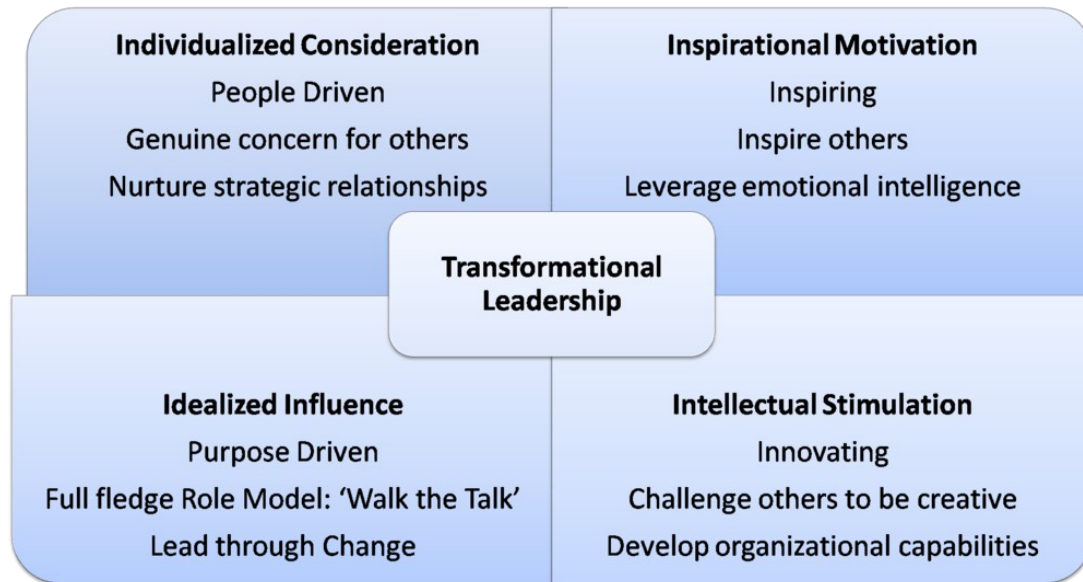 Individualized Consideration
People Driven
Genuine concern for others
Nurture strategic relationships
Inspirational Motivation
Inspiring
Inspire others
Leverage emotional intelligence
Transformational
Leadership
Idealized Influence
Purpose Driven
Full fledge Role Model: ‘Walk the Talk’
Lead through Change
Intellectual Stimulation
Innovating
Challenge others to be creative
Develop organizational capabilities